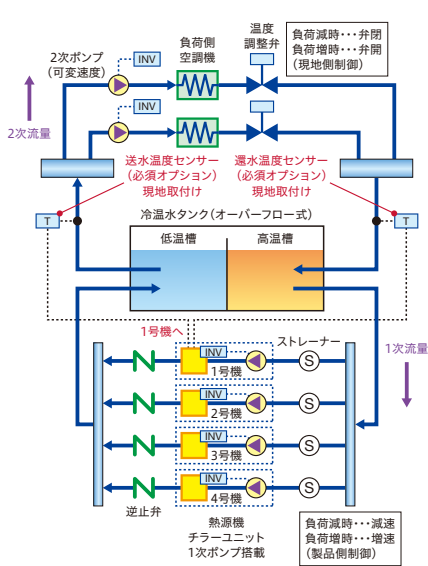 2次ポンプ
(可変速度)
INV
INV
負荷側
空調機
温度
調整弁
負荷減時・・・弁閉
負荷増時・・・弁開
(現地側制御)
2次流量
送水温度センサー
(必須オプション)
現地取付け
還水温度センサー
(必須オプション)
現地取付け
T
T
冷温水タンク(オーバーフロー式)
低温槽
高温槽
1号機へ
ストレーナー
1次流量
INV
1号機
S
INV
2号機
S
INV
3号機
S
INV
4号機
S
逆止弁
熱源機
チラーユニット
1次ポンプ搭載
負荷減時・・・減速
負荷増時・・・増速
(製品側制御)